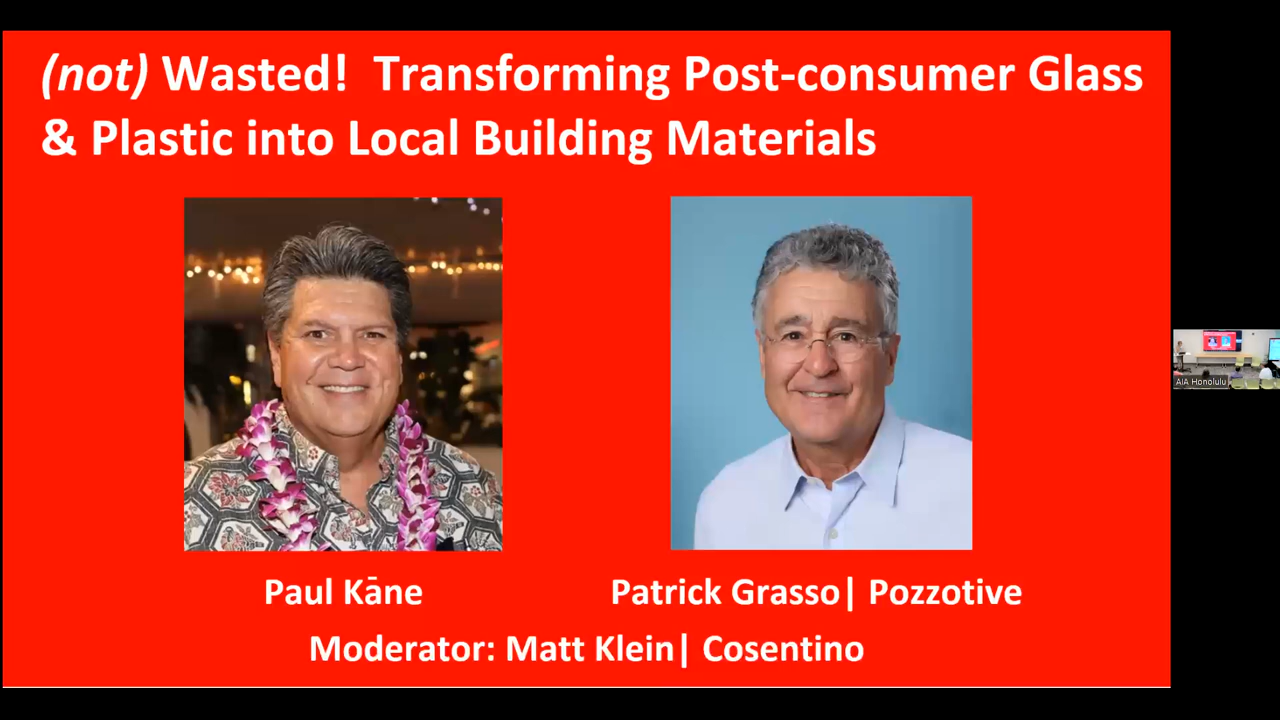 (not) Wasted! Transforming Post-consumer Glass
& Plastic into Local Building Materials
Paul Kāne
Patrick Grasso| Pozzotive
Moderator: Matt Klein| Cosentino
AIA Honolulu